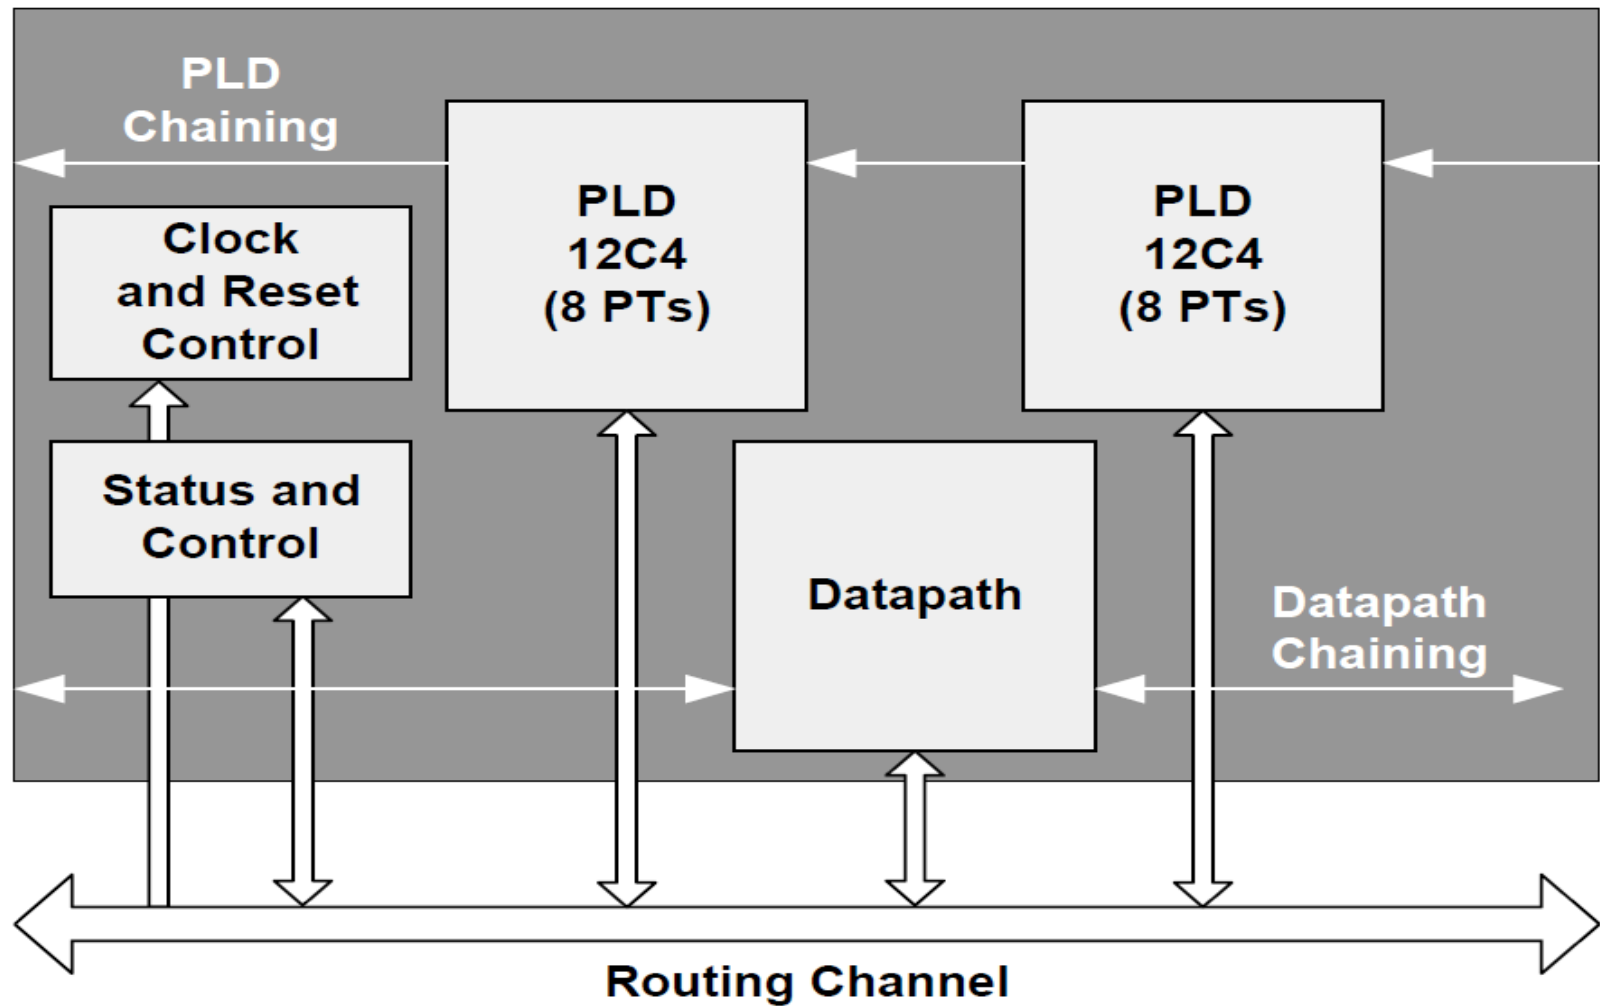 PLD
Chaining
PLD
12C4
(8 PTs)
PLD
12C4
(8 PTs)
Clock
and Reset
Control
Status and
Control
Datapath
Datapath
Chaining
Routing Channel